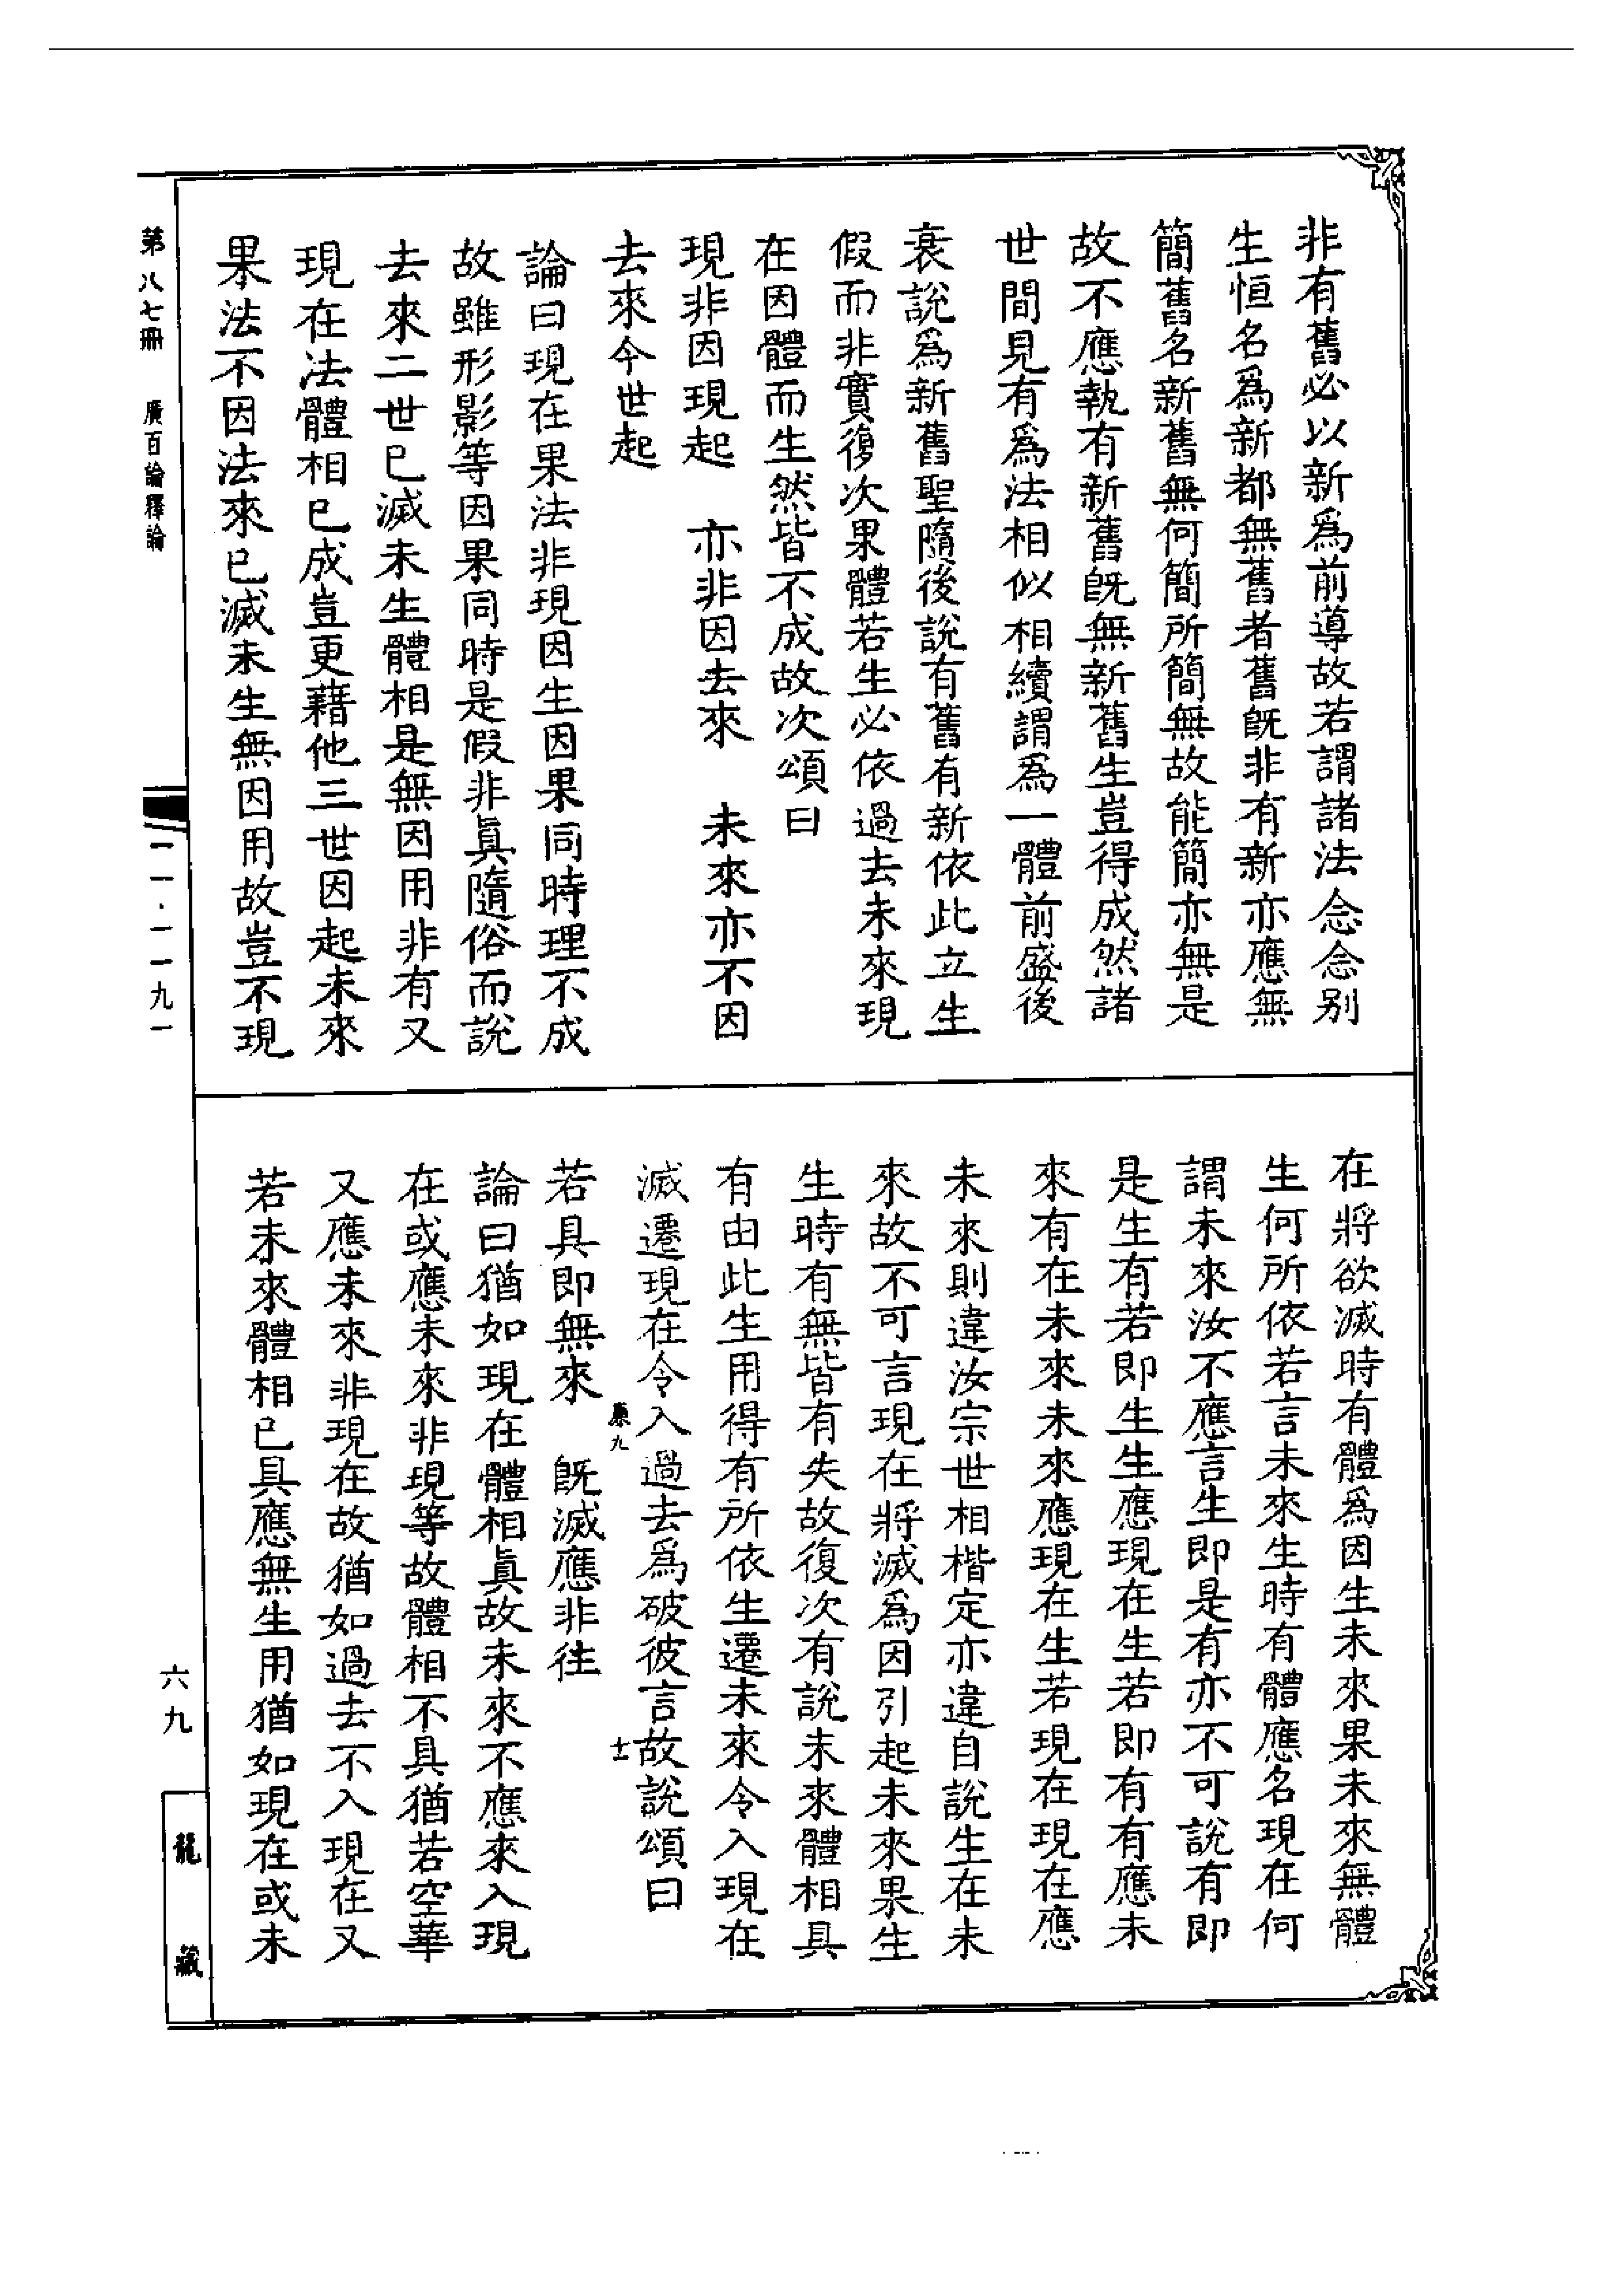 非有舊必以新爲前導故若謂諸法念念别
生恒名爲新都無舊者舊旣非有新亦應無
簡舊名新舊無何簡所簡無故能簡亦無是
故不應執有新舊旣無新舊生豈得成然諸
世間見有爲法相似相續謂爲一體前盛後
衰說爲新舊聖隨後說有舊有新依此立生
假而非實復次果體若生必依過去未來現
在因體而生然皆不成故次頌曰
現非因現起　亦非因去來　未來亦不因
去來今世起
論曰現在果法非現因生因果同時理不成
故雖形影等因果同時是假非眞隨俗而說
去來二世已滅未生體相是無因用非有又
現在法體相已成豈更藉他三世因起未來
果法不因法來已滅未生無因用故豈不現
在將欲滅時有體爲因生未來果未來無體
生何所依若言未來生時有體應名現在何
謂未來汝不應言生即是有亦不可說有即
是生有若即生生應現在生若即有有應未
來有在未來未來應現在生若現在現在應
未來則違汝宗世相楷定亦違自說生在未
來故不可言現在將滅爲因引起未來果生
生時有無皆有失故復次有說未來體相具
有由此生用得有所依生遷未來令入現在
滅遷現在令入過去爲破彼言故說頌曰
若具即無來　旣滅應非往
論曰猶如現在體相眞故未來不應來入現
在或應未來非現等故體相不具猶若空華
又應未來非現在故猶如過去不入現在又
若未來體相已具應無生用猶如現在或未
第八七冊　廣百論釋論
一一·一一九一
六九
龍藏